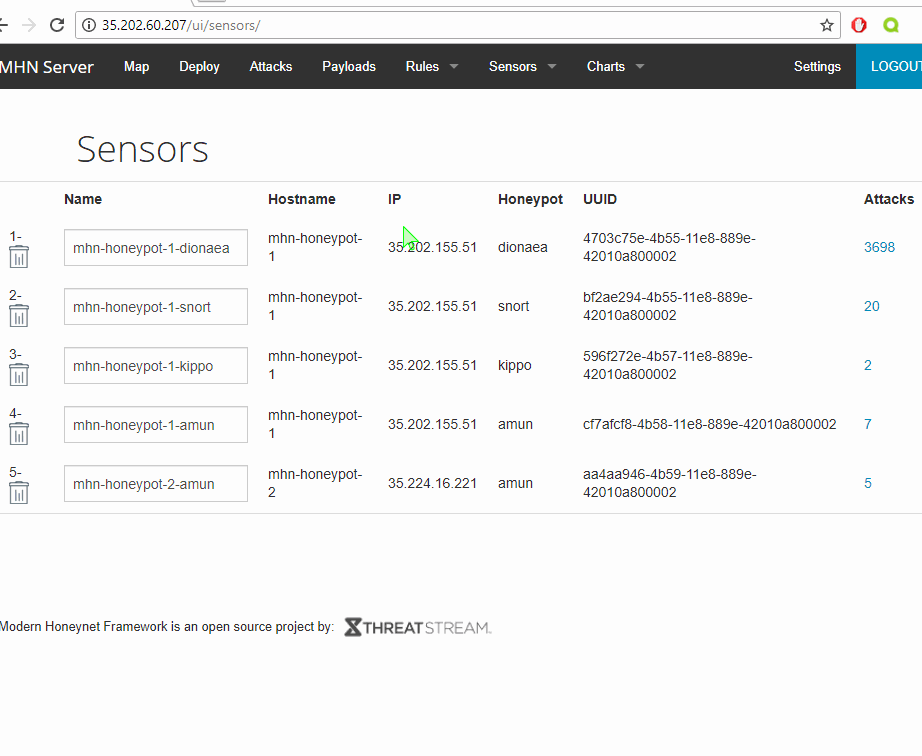 35.202.60.207/ui/sensors/
MHN Server Map Deploy Attacks Payloads Rules Sensors Charts Settings LOGOUT
Sensors
Name Hostname IP Honeypot UUID Attacks
1- mhn-honeypot-1-dionaea mhn-honeypot-1 35.202.155.51 dionaea 4703c75e-4b55-11e8-889e-42010a800002 3698
2- mhn-honeypot-1-snort mhn-honeypot-1 35.202.155.51 snort bf2ae294-4b55-11e8-889e-42010a800002 20
3- mhn-honeypot-1-kippo mhn-honeypot-1 35.202.155.51 kippo 596f272e-4b57-11e8-889e-42010a800002 2
4- mhn-honeypot-1-amun mhn-honeypot-1 35.202.155.51 amun cf7afcf8-4b58-11e8-889e-42010a800002 7
5- mhn-honeypot-2-amun mhn-honeypot-2 35.224.16.221 amun aa4aa946-4b59-11e8-889e-42010a800002 5
Modern Honeynet Framework is an open source project by: THREATSTREAM